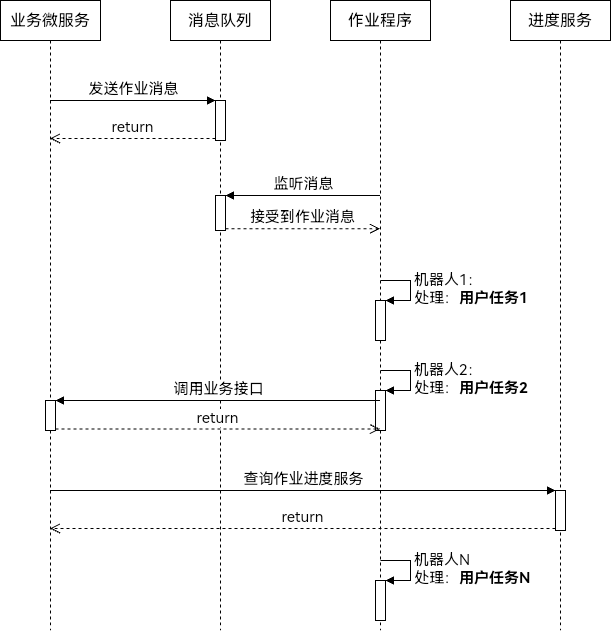 业务微服务
消息队列
作业程序
进度服务
发送作业消息
return
监听消息
接受到作业消息
机器人1:
处理：用户任务1
机器人2:
处理：用户任务2
调用业务接口
return
查询作业进度服务
return
机器人N
处理：用户任务N